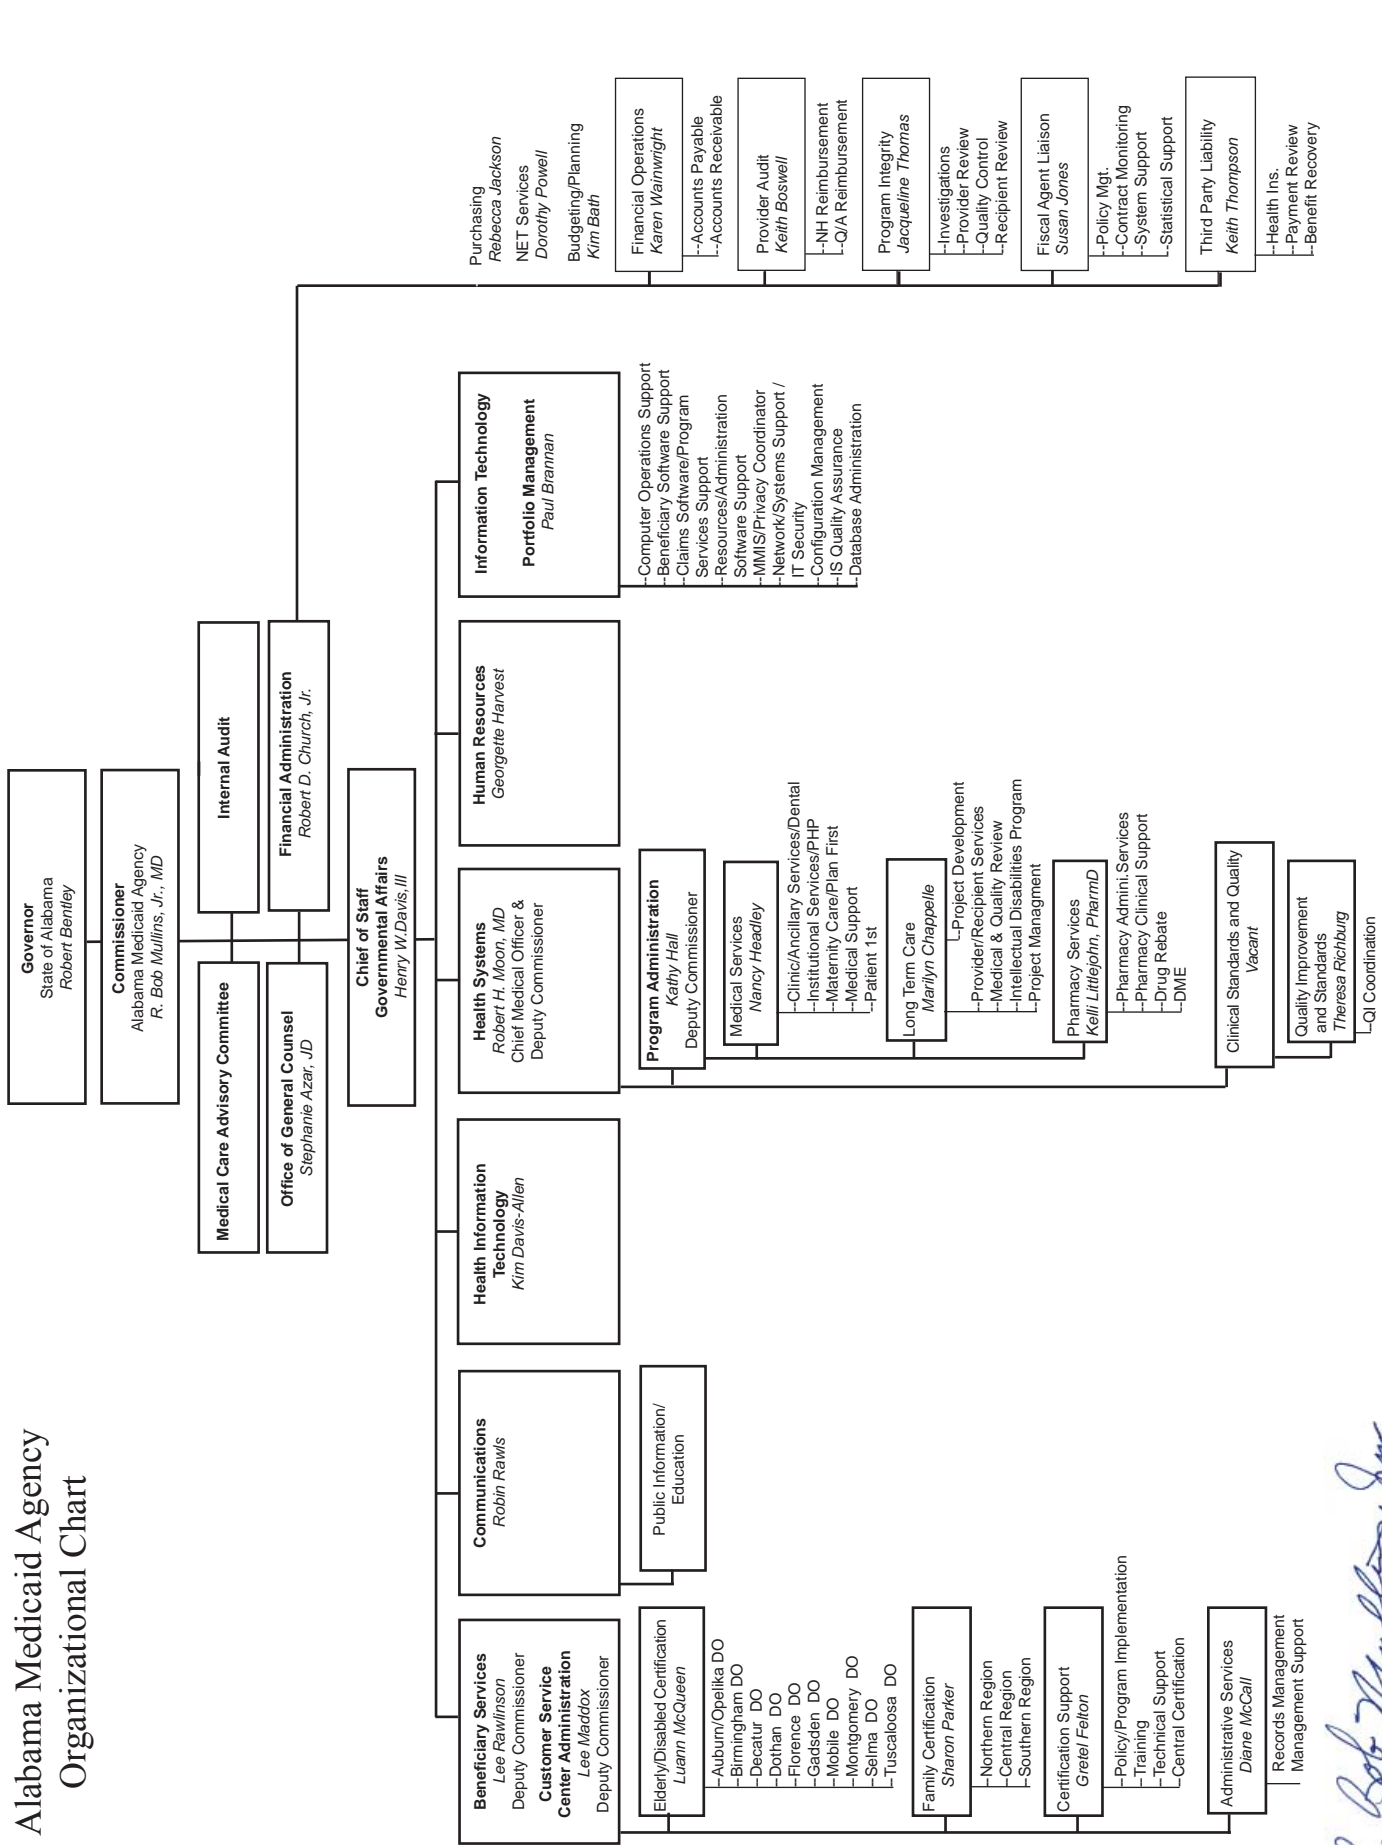 Alabama Medicaid Agency
Organizational Chart
Governor
State of Alabama
Robert Bentley
Commissioner
Alabama Medicaid Agency
R. Bob Mullins, Jr., MD
Medical Care Advisory Committee
Internal Audit
Office of General Counsel
Stephanie Azar, JD
Financial Administration
Robert D. Church, Jr.
Chief of Staff
Governmental Affairs
Henry W.Davis,III
Beneficiary Services
Lee Rawlinson
Deputy Commissioner
Customer Service
Center Administration
Lee Maddox
Deputy Commissioner
Elderly/Disabled Certification
Luann McQueen
--Auburn/Opelika DO
--Birmingham DO
--Decatur DO
--Dothan DO
--Florence DO
--Gadsden DO
--Mobile DO
--Montgomery DO
--Selma DO
--Tuscaloosa DO
Family Certification
Sharon Parker
--Northern Region
--Central Region
--Southern Region
Certification Support
Gretel Felton
--Policy/Program Implementation
--Training
--Technical Support
--Central Certification
Administrative Services
Diane McCall
Records Management
Management Support
Communications
Robin Rawls
Public Information/
Education
Health Information
Technology
Kim Davis-Allen
Health Systems
Robert H. Moon, MD
Chief Medical Officer &
Deputy Commissioner
Program Administration
Kathy Hall
Deputy Commissioner
Medical Services
Nancy Headley
--Clinic/Ancillary Services/Dental
--Institutional Services/PHP
--Maternity Care/Plan First
--Medical Support
--Patient 1st
Long Term Care
Marilyn Chappelle
--Project Development
--Provider/Recipient Services
--Medical & Quality Review
--Intellectual Disabilities Program
--Project Managment
Pharmacy Services
Kelli Littlejohn, PharmD
--Pharmacy Admini.Services
--Pharmacy Clinical Support
--Drug Rebate
--DME
Clinical Standards and Quality
Vacant
Quality Improvement
and Standards
Theresa Richburg
--QI Coordination
Human Resources
Georgette Harvest
Information Technology
Portfolio Management
Paul Brannan
--Computer Operations Support
--Beneficiary Software Support
--Claims Software/Program
Services Support
--Resources/Administration
Software Support
--MMIS/Privacy Coordinator
--Network/Systems Support /
IT Security
--Configuration Management
--IS Quality Assurance
--Database Administration
Purchasing
Rebecca Jackson
NET Services
Dorothy Powell
Budgeting/Planning
Kim Bath
Financial Operations
Karen Wainwright
--Accounts Payable
--Accounts Receivable
Provider Audit
Keith Boswell
--NH Reimbursement
--Q/A Reimbursement
Program Integrity
Jacqueline Thomas
--Investigations
--Provider Review
--Quality Control
--Recipient Review
Fiscal Agent Liaison
Susan Jones
--Policy Mgt.
--Contract Monitoring
--System Support
--Statistical Support
Third Party Liability
Keith Thompson
--Health Ins.
--Payment Review
--Benefit Recovery
Bob Mullins Jr